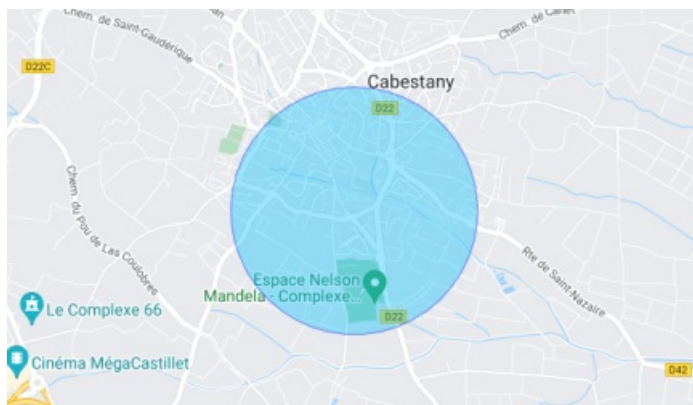 Chem. de Saint-Gaudérique
Chem. de Canet
D22C
Cabestany
D22
Chem. du Pou de Las Coulobres
Rte de Saint-Nazaire
Espace Nelson
Mandela - Complexe...
D22
Le Complexe 66
Cinéma MégaCastillet
D42